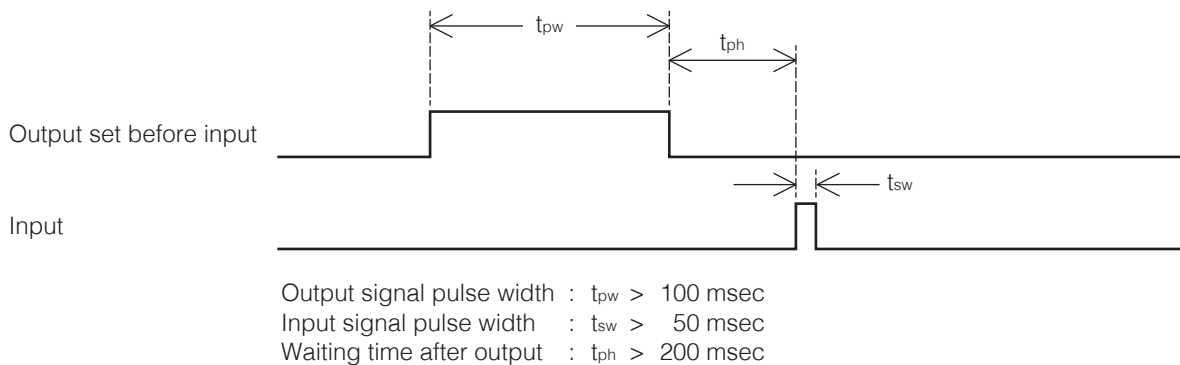 tpw
tph
Output set before input
tsw
Input
Output signal pulse width : tpw > 100 msec
Input signal pulse width : tsw > 50 msec
Waiting time after output : tph > 200 msec